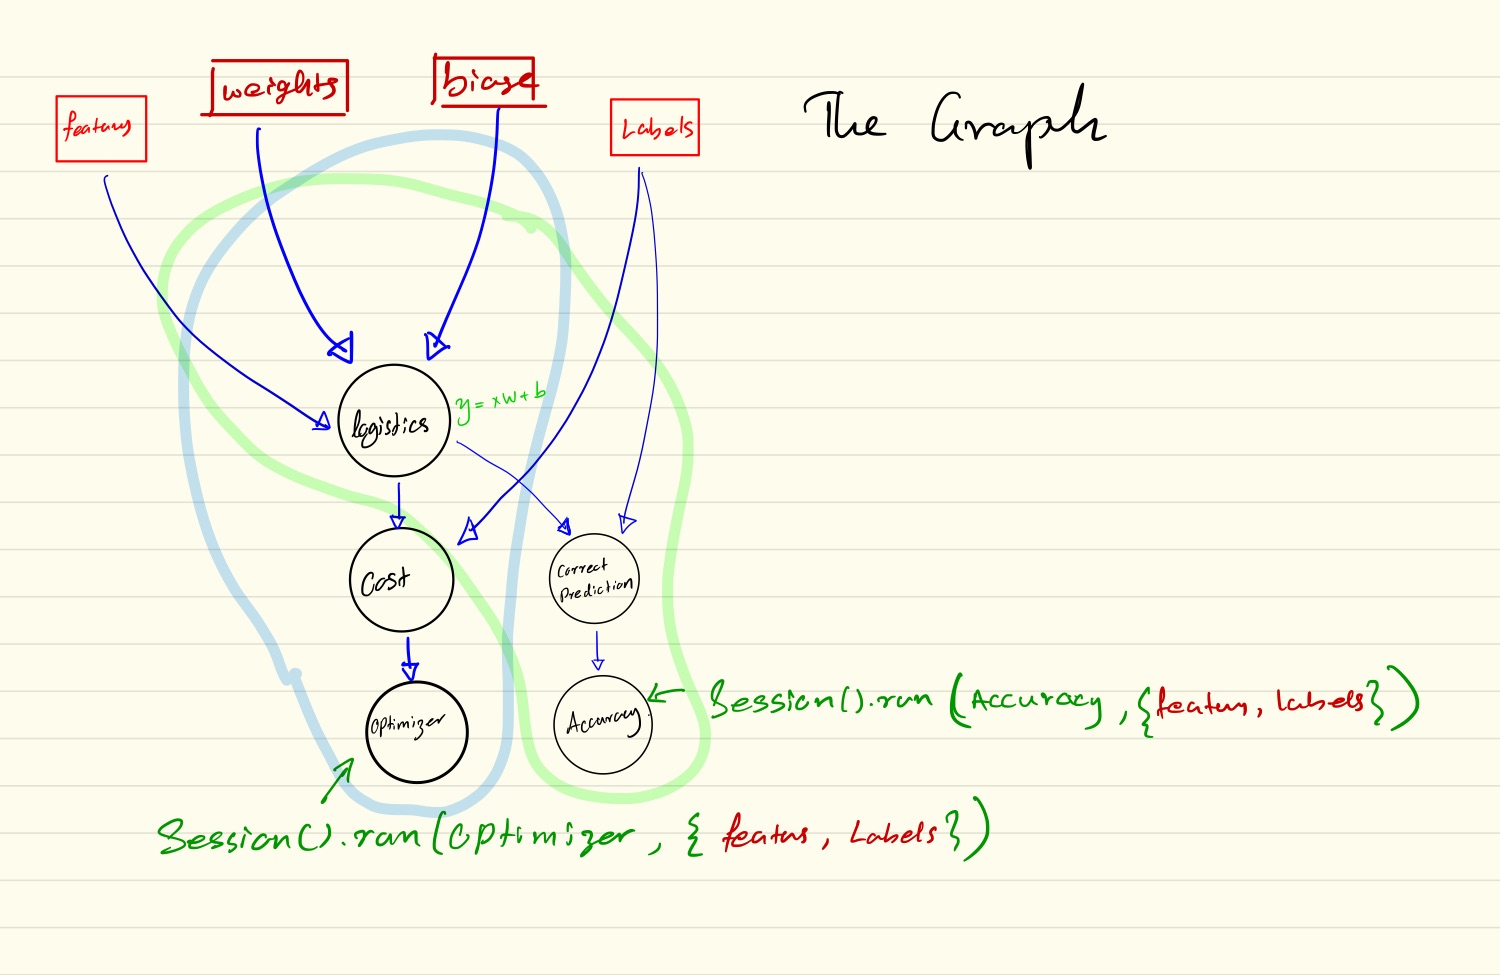 The Graph
weights
biase
features
Labels
logistics
y = xw + b
Cost
Correct
Prediction
Optimizer
Accuracy
Session().run (Accuracy, {features, labels})
Session().run (Optimizer, { featus, Labels })